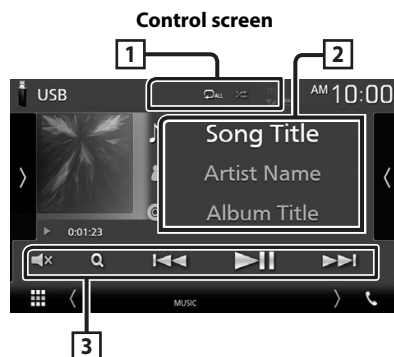 Control screen
1 2
USB
ALL
AM 10:00
Song Title
Artist Name
Album Title
0:01:23
MUSIC
3